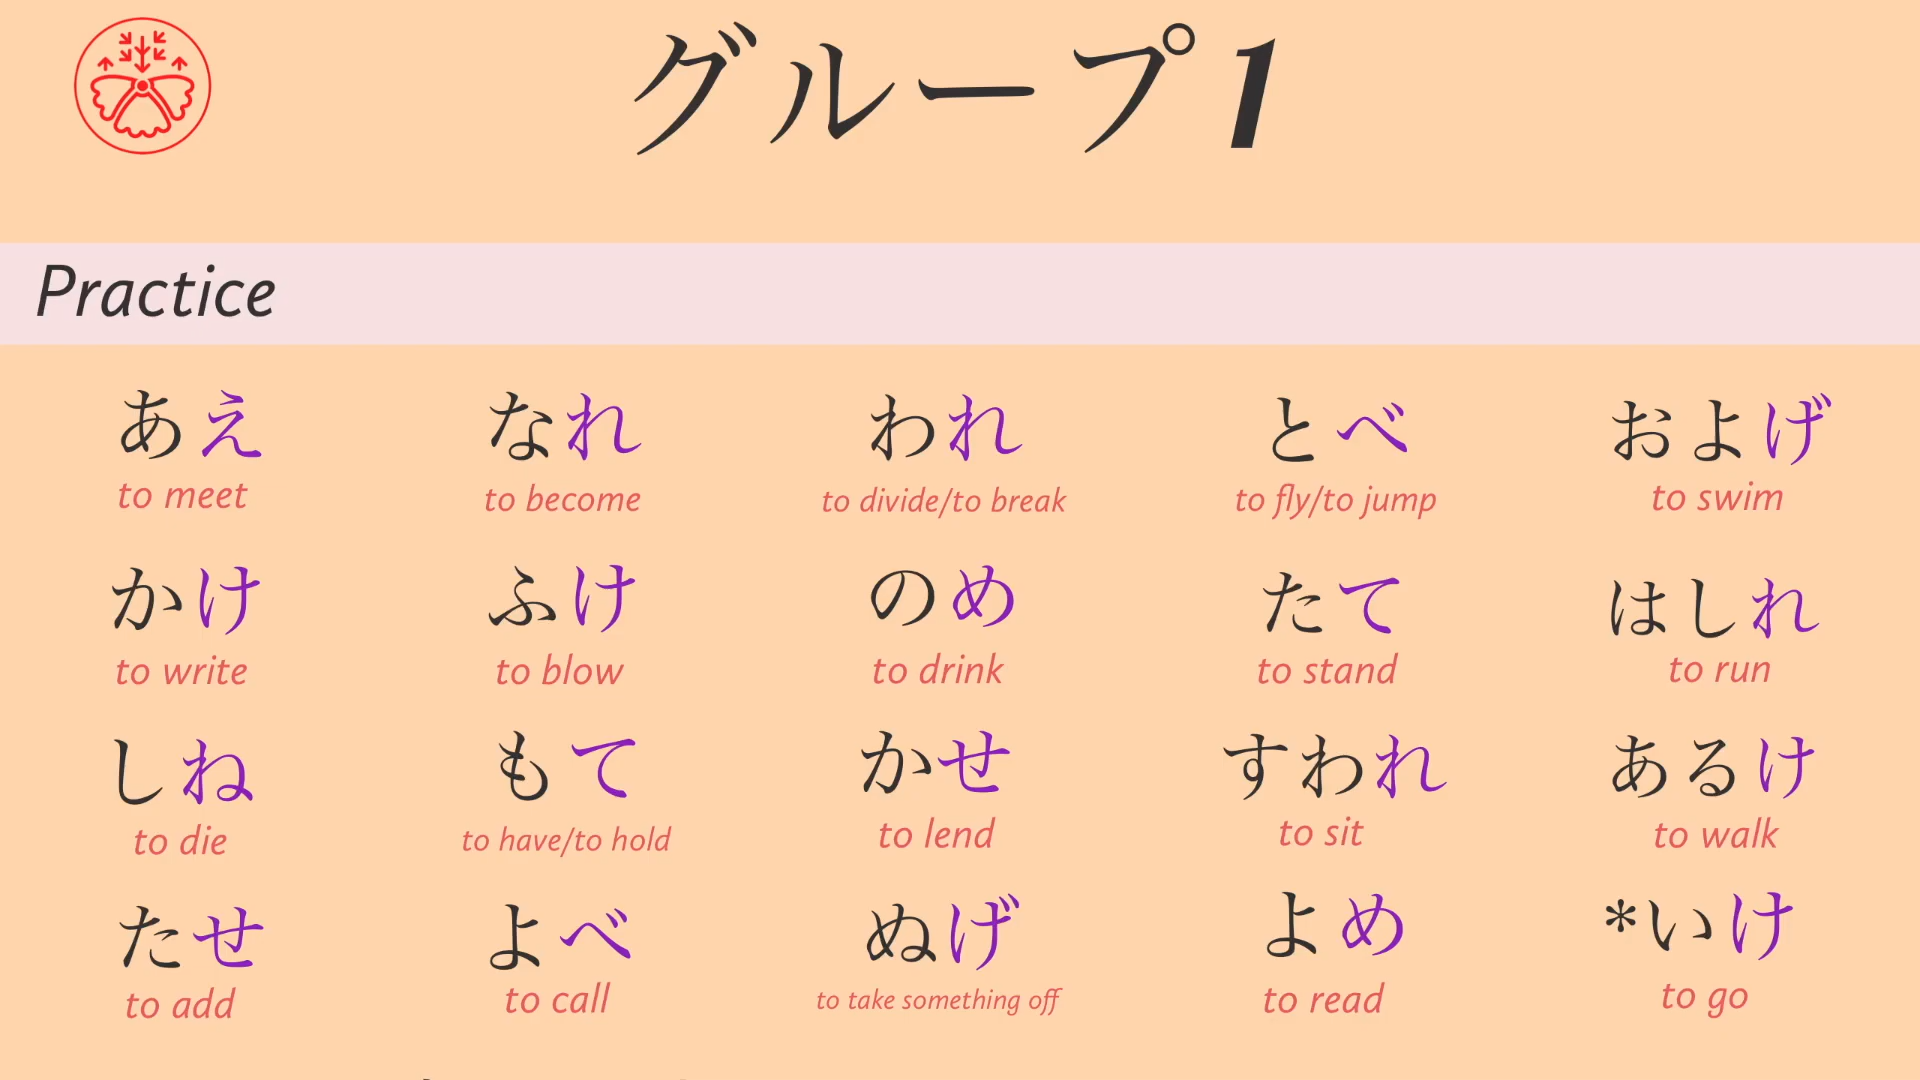 グループ1
Practice
あえ なれ われ とべ およげ
to meet to become to divide/to break to fly/to jump to swim
かけ ふけ のめ たて はしれ
to write to blow to drink to stand to run
しね もて かせ すわれ あるけ
to die to have/to hold to lend to sit to walk
たせ よべ ぬげ よめ *いけ
to add to call to take something off to read to go